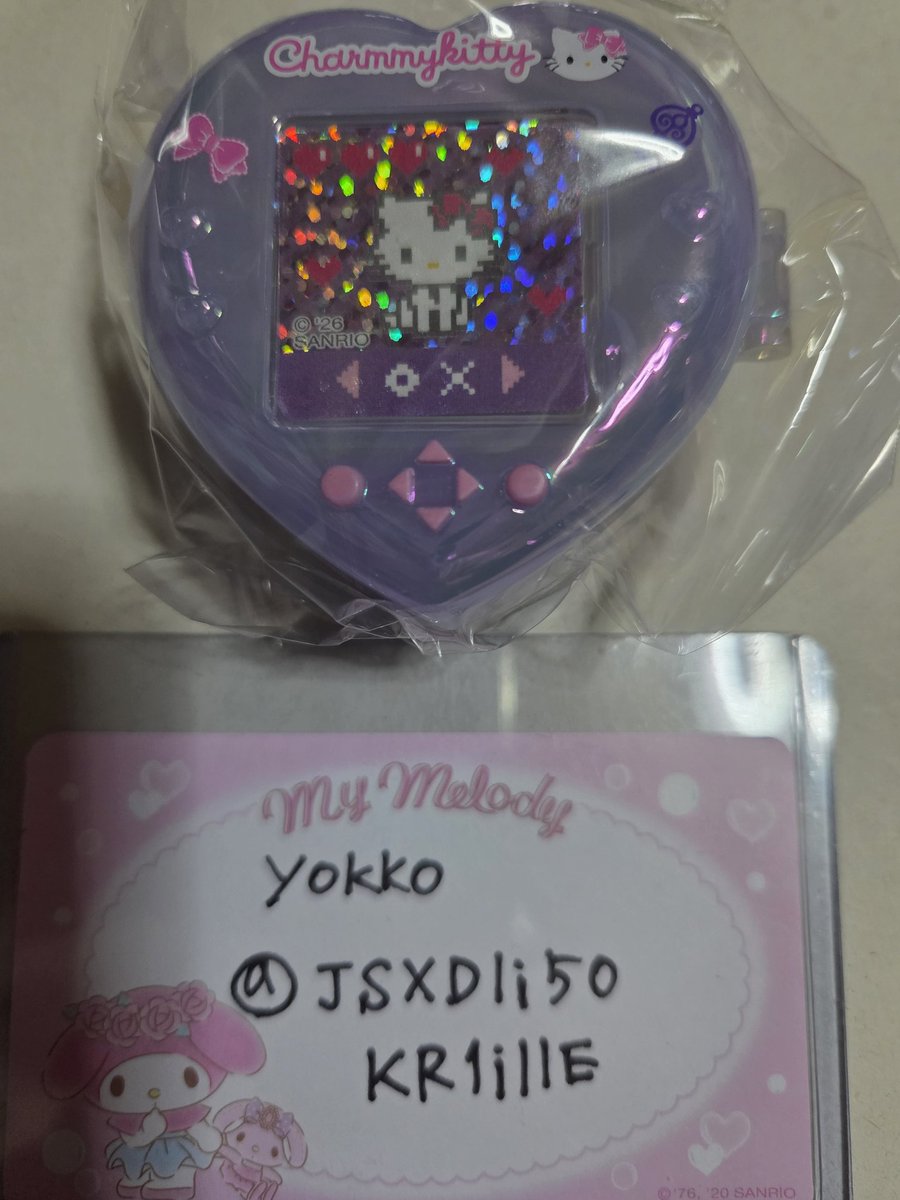 Charmmykitty
© '26
SANRIO
My Melody
yokko
@JSXDli50
KR1illE
© '76, '20 SANRIO